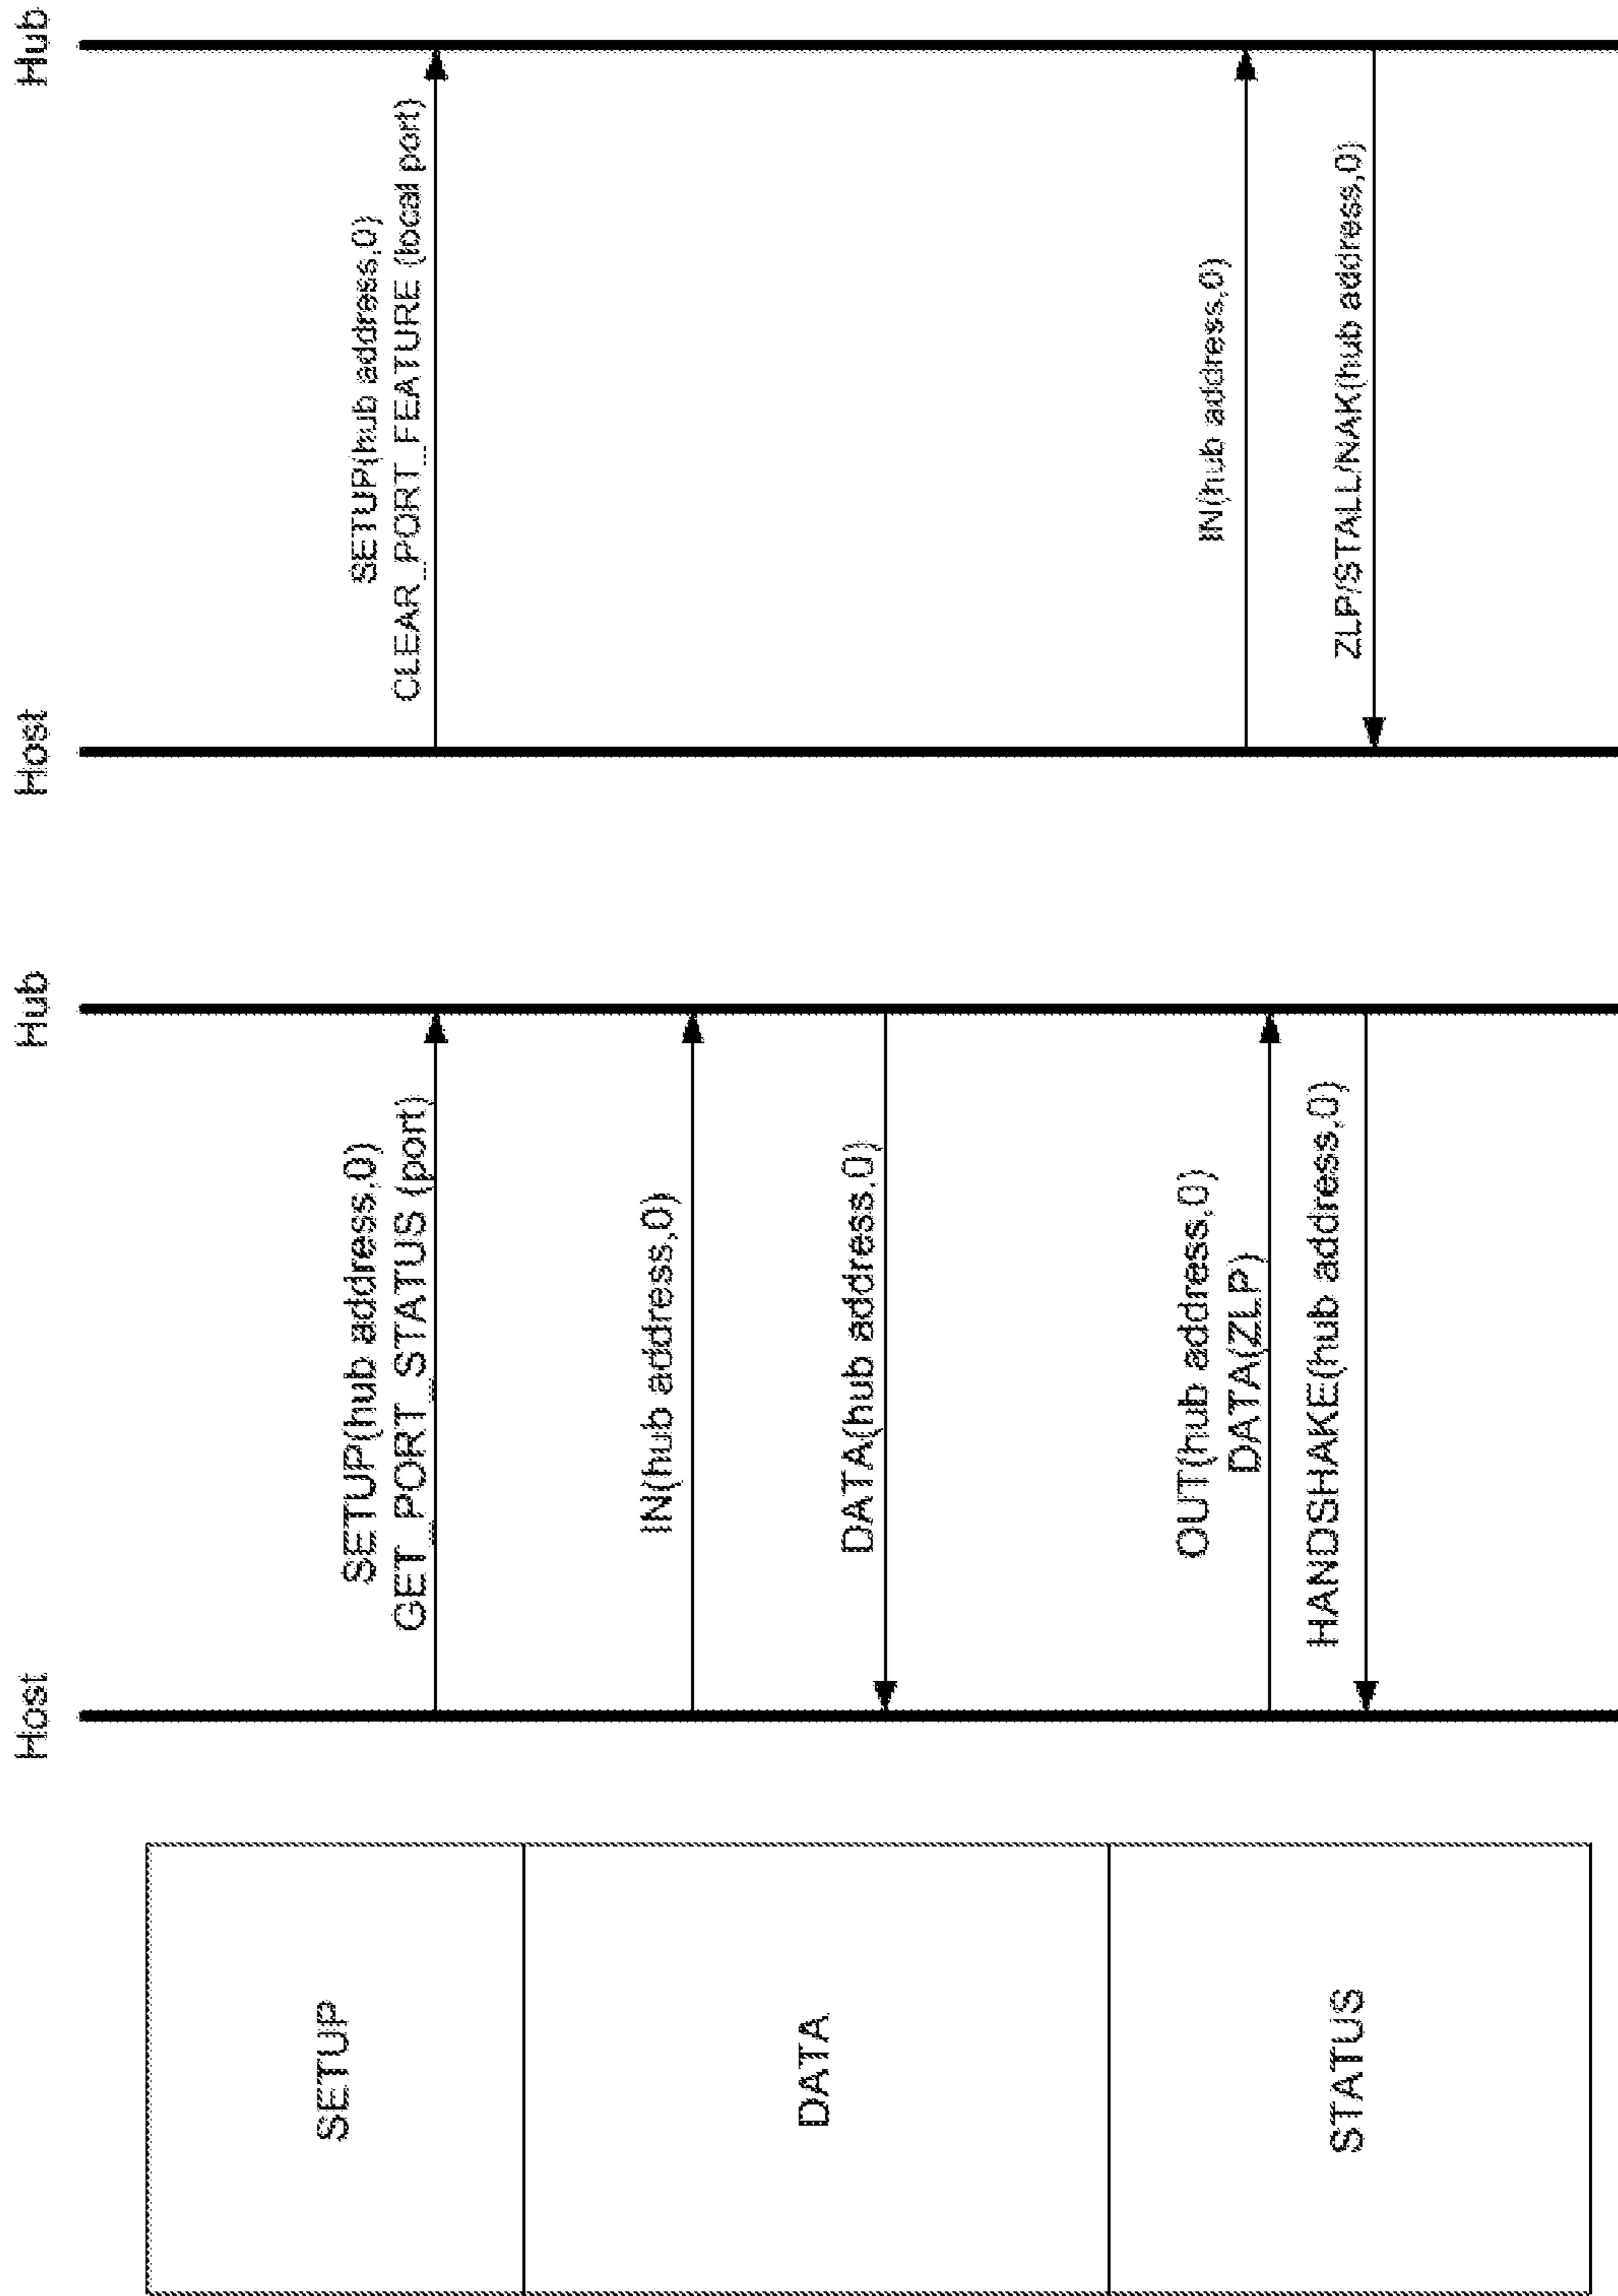 Host
Hub
Host
Hub
SETUP
SETUP(hub address,0)
GET_PORT_STATUS (port)
SETUP(hub address,0)
CLEAR_PORT_FEATURE (local port)
DATA
IN(hub address,0)
DATA(hub address,0)
STATUS
OUT(hub address,0)
DATA(ZLP)
HANDSHAKE(hub address,0)
IN(hub address,0)
ZLP/STALL/NAK(hub address,0)